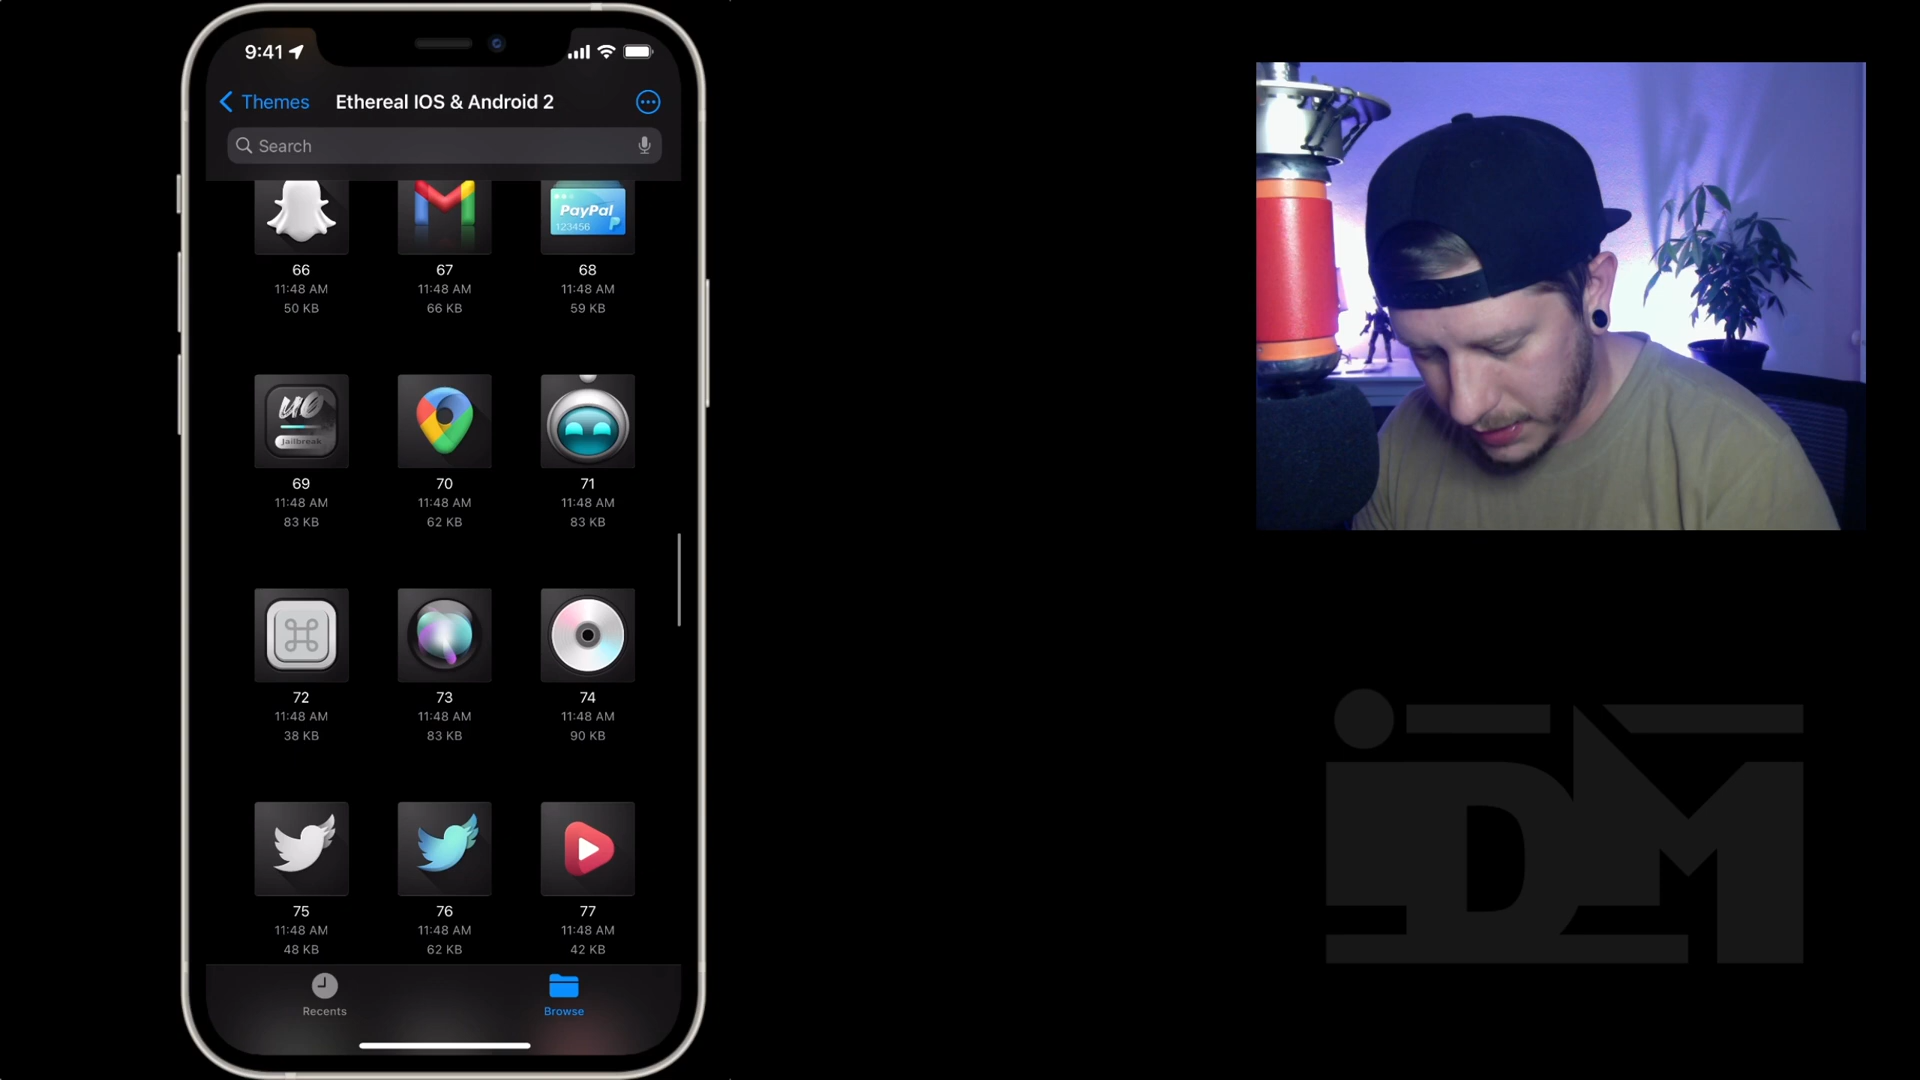 9:41
Themes
Ethereal IOS & Android 2
Search
PayPal
123456
66
67
68
11:48 AM
11:48 AM
11:48 AM
50 KB
66 KB
59 KB
u0
Jailbreak
69
70
71
11:48 AM
11:48 AM
11:48 AM
83 KB
62 KB
83 KB
72
73
74
11:48 AM
11:48 AM
11:48 AM
38 KB
83 KB
90 KB
75
76
77
11:48 AM
11:48 AM
11:48 AM
48 KB
62 KB
42 KB
Recents
Browse
iDM